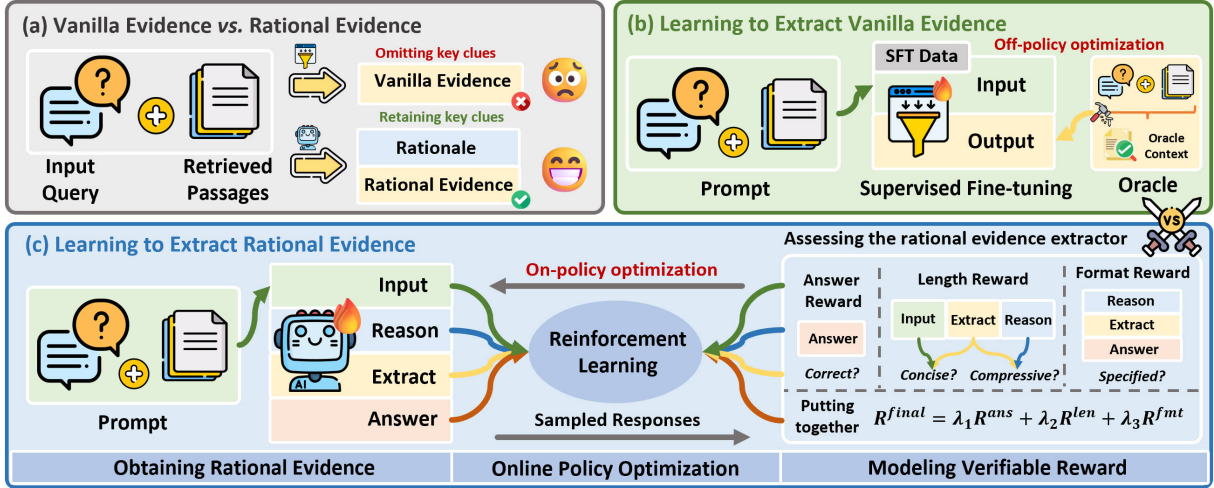 (a) Vanilla Evidence vs. Rational Evidence
Omitting key clues
Vanilla Evidence
Retaining key clues
Rationale
Rational Evidence
Input
Query
Retrieved
Passages
(b) Learning to Extract Vanilla Evidence
Off-policy optimization
SFT Data
Input
Output
Oracle
Context
Prompt
Supervised Fine-tuning
Oracle
VS
(c) Learning to Extract Rational Evidence
Prompt
Input
Reason
Extract
Answer
AI
On-policy optimization
Reinforcement
Learning
Sampled Responses
Assessing the rational evidence extractor
Answer
Reward
Answer
Correct?
Length Reward
Input Extract Reason
Concise? Compressive?
Format Reward
Reason
Extract
Answer
Specified?
Putting
together
R^{final} = λ₁R^{ans} + λ₂R^{len} + λ₃R^{fmt}
Obtaining Rational Evidence
Online Policy Optimization
Modeling Verifiable Reward